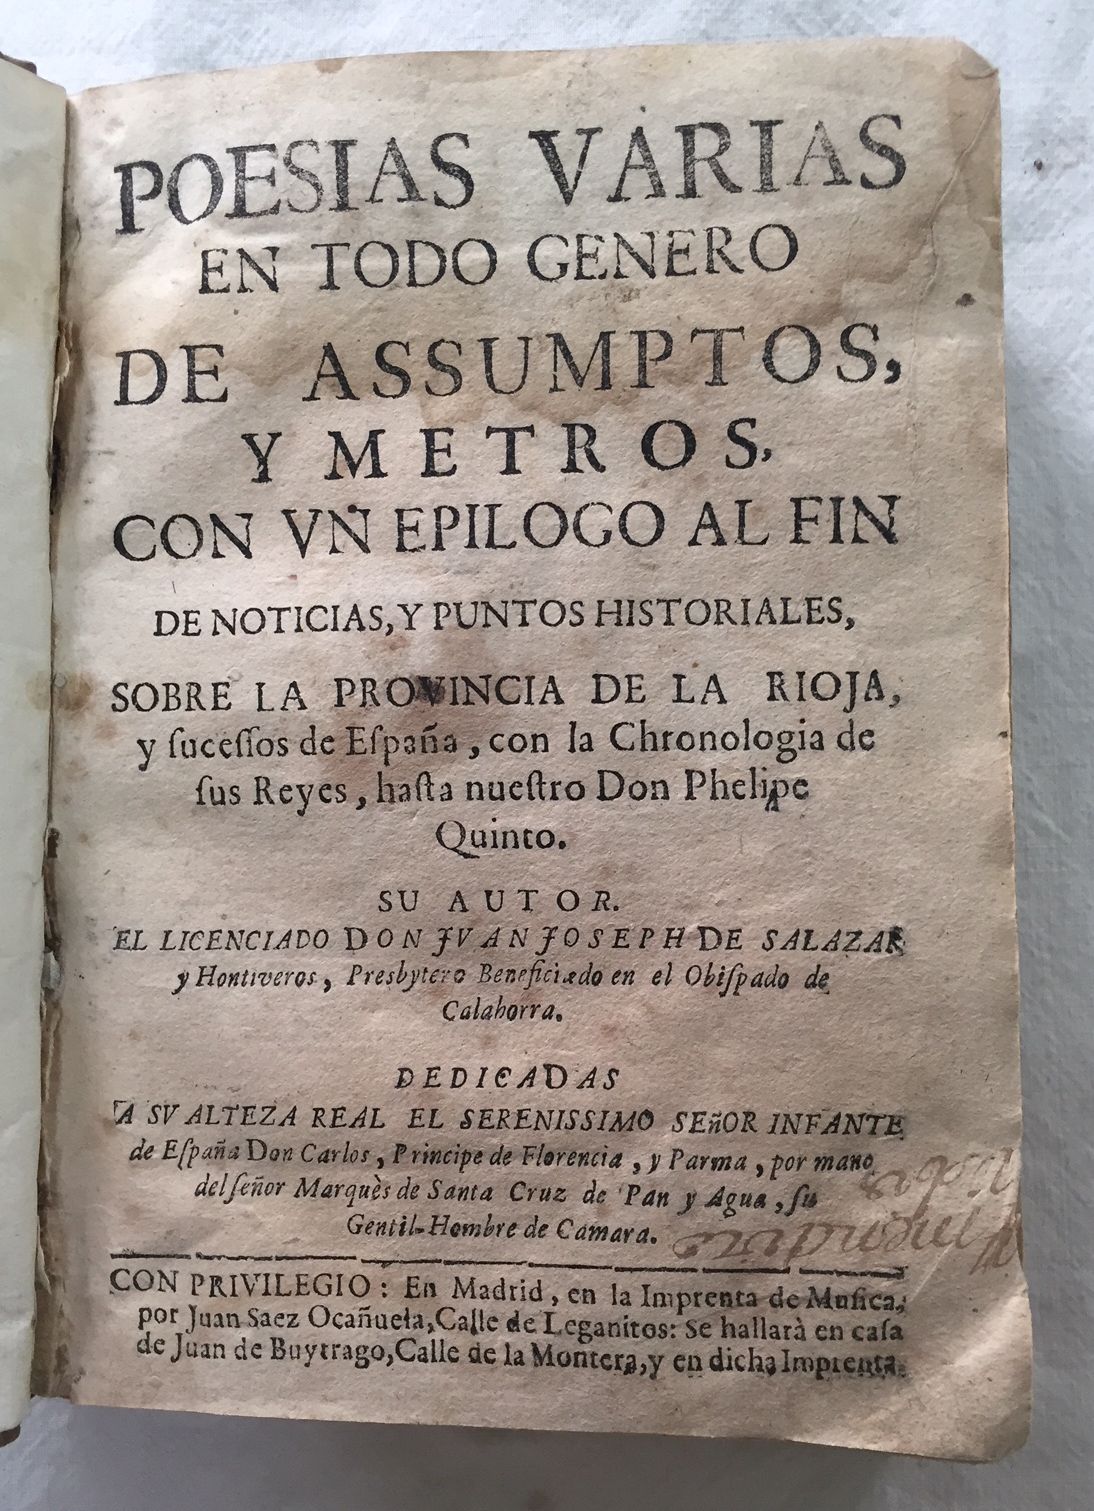 POESIAS VARIAS
EN TODO GENERO
DE ASSUMPTOS,
Y METROS,
CON VN EPILOGO AL FIN
DE NOTICIAS, Y PUNTOS HISTORIALES,
SOBRE LA PROVINCIA DE LA RIOJA,
y ſuceſſos de Eſpaña, con la Chronologia de
ſus Reyes, haſta nueſtro Don Phelipe
Quinto.
SU AUTOR.
EL LICENCIADO DON JVAN JOSEPH DE SALAZAR
y Hontiveros, Presbytero Beneficiado en el Obiſpado de
Calahorra.
DEDICADAS
A SV ALTEZA REAL EL SERENISSIMO SEñOR INFANTE
de Eſpaña Don Carlos, Principe de Florencia, y Parma, por mano
del ſeñor Marquès de Santa Cruz de Pan y Agua, ſu
Gentil-Hombre de Camara.
CON PRIVILEGIO: En Madrid, en la Imprenta de Muſica,
por Juan Saez Ocañuela, Calle de Leganitos: Se hallarà en caſa
de Juan de Buytrago, Calle de la Montera, y en dicha Imprenta.